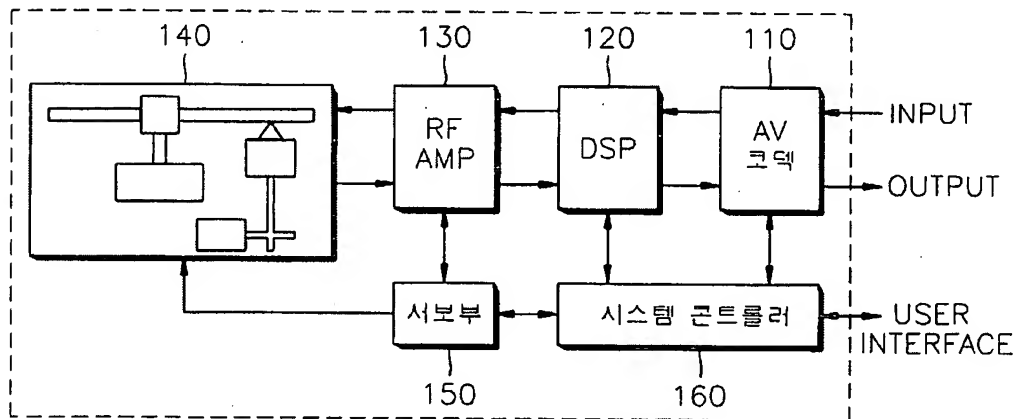 140
130
120
110
RF
AMP
DSP
AV
코덱
INPUT
OUTPUT
서보부
시스템 콘트롤러
USER
INTERFACE
150
160